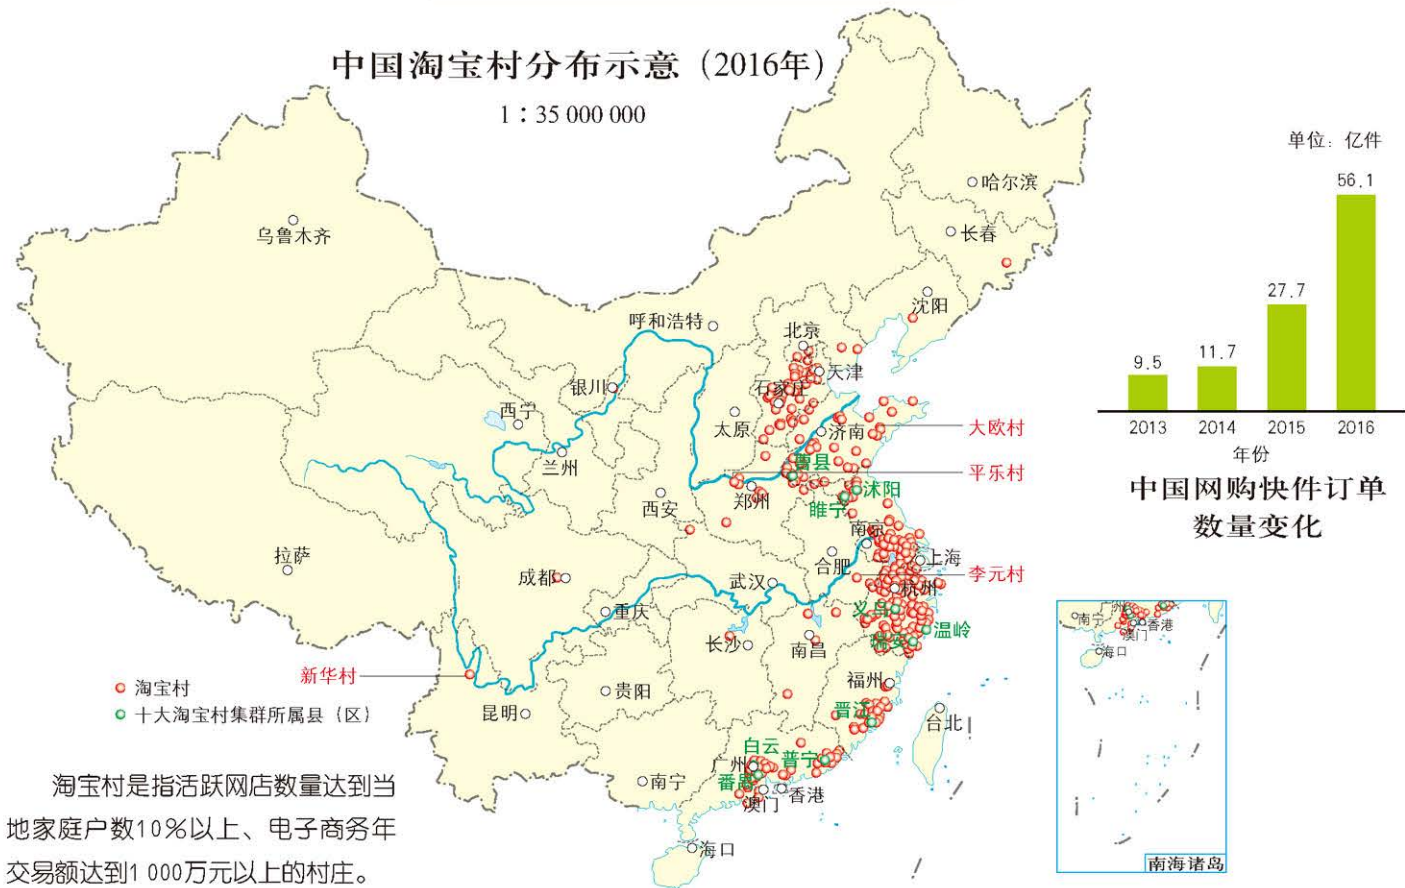 中国淘宝村分布示意（2016年）
1：35 000 000
哈尔滨
长春
乌鲁木齐
沈阳
呼和浩特
北京
天津
银川
石家庄
西宁
太原
济南
大欧村
兰州
曹县
平乐村
郑州
沭阳
西安
睢宁
南京
拉萨
合肥
上海
成都
武汉
李元村
杭州
重庆
义乌
温岭
长沙
南昌
瑞安
新华村
福州
贵阳
昆明
晋江
台北
白云
广州
普宁
番禺
南宁
澳门
香港
海口
淘宝村
十大淘宝村集群所属县（区）
淘宝村是指活跃网店数量达到当
地家庭户数10％以上、电子商务年
交易额达到1 000万元以上的村庄。
单位：亿件
56.1
27.7
11.7
9.5
2013 2014 2015 2016
年份
中国网购快件订单
数量变化
广州
南宁
香港
澳门
海口
南海诸岛